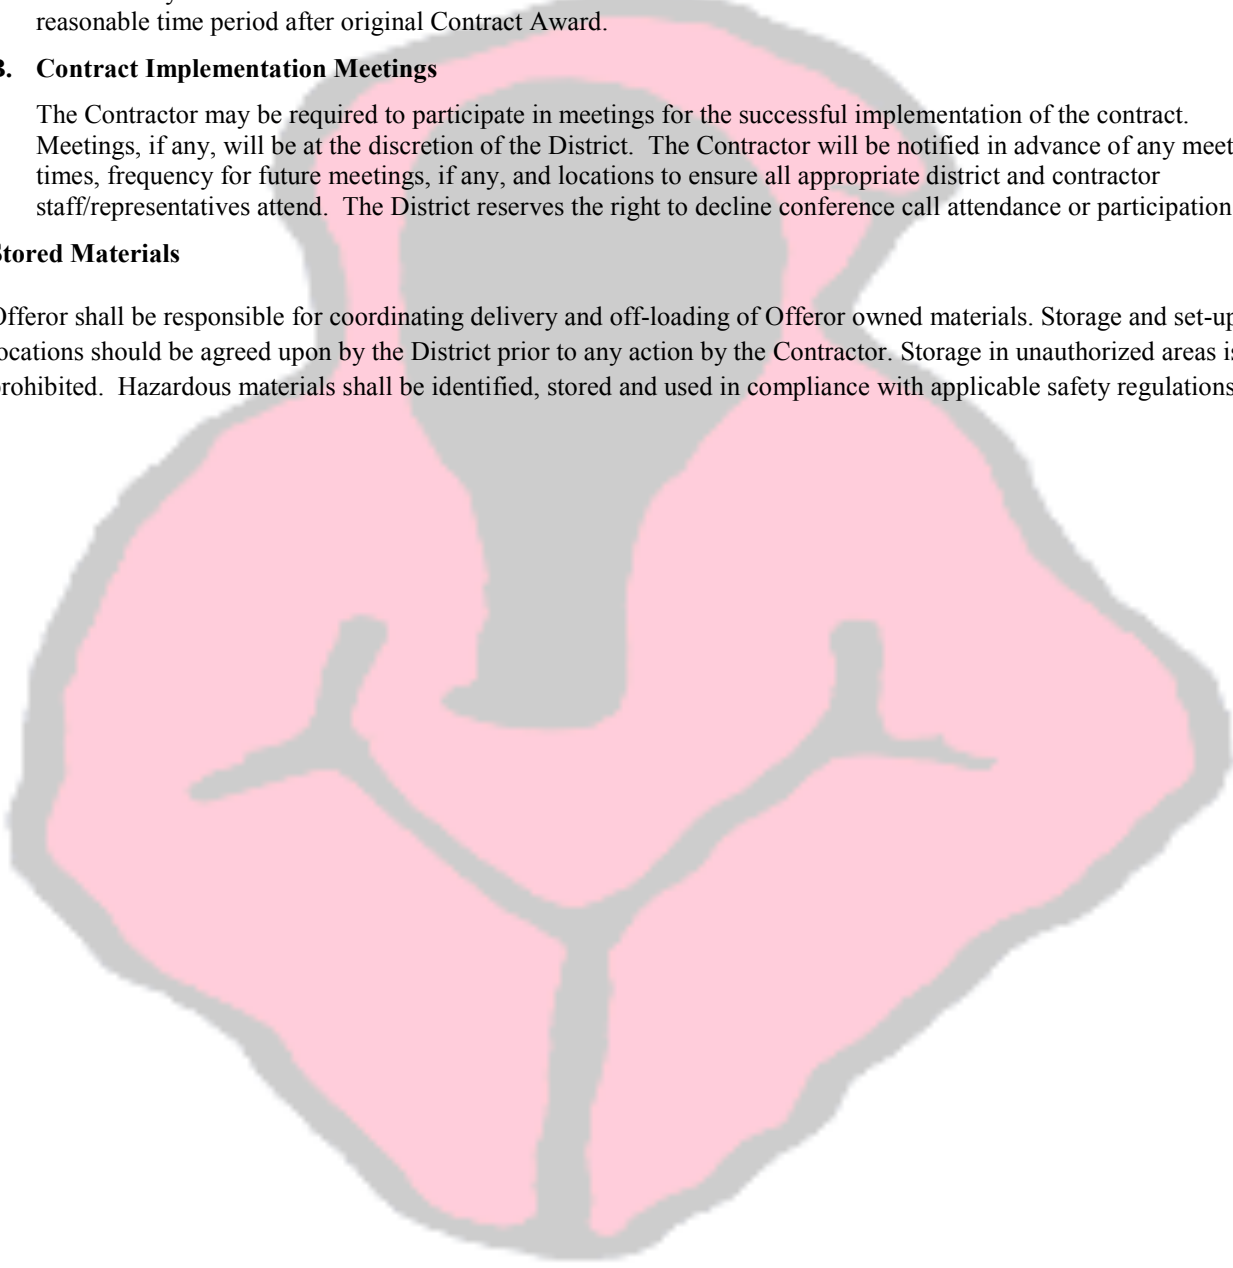 reasonable time period after original Contract Award.
Contract Implementation Meetings
The Contractor may be required to participate in meetings for the successful implementation of the contract.
Meetings, if any, will be at the discretion of the District. The Contractor will be notified in advance of any meet
times, frequency for future meetings, if any, and locations to ensure all appropriate district and contractor
staff/representatives attend. The District reserves the right to decline conference call attendance or participation
Stored Materials
Offeror shall be responsible for coordinating delivery and off-loading of Offeror owned materials. Storage and set-up
locations should be agreed upon by the District prior to any action by the Contractor. Storage in unauthorized areas is
prohibited. Hazardous materials shall be identified, stored and used in compliance with applicable safety regulations